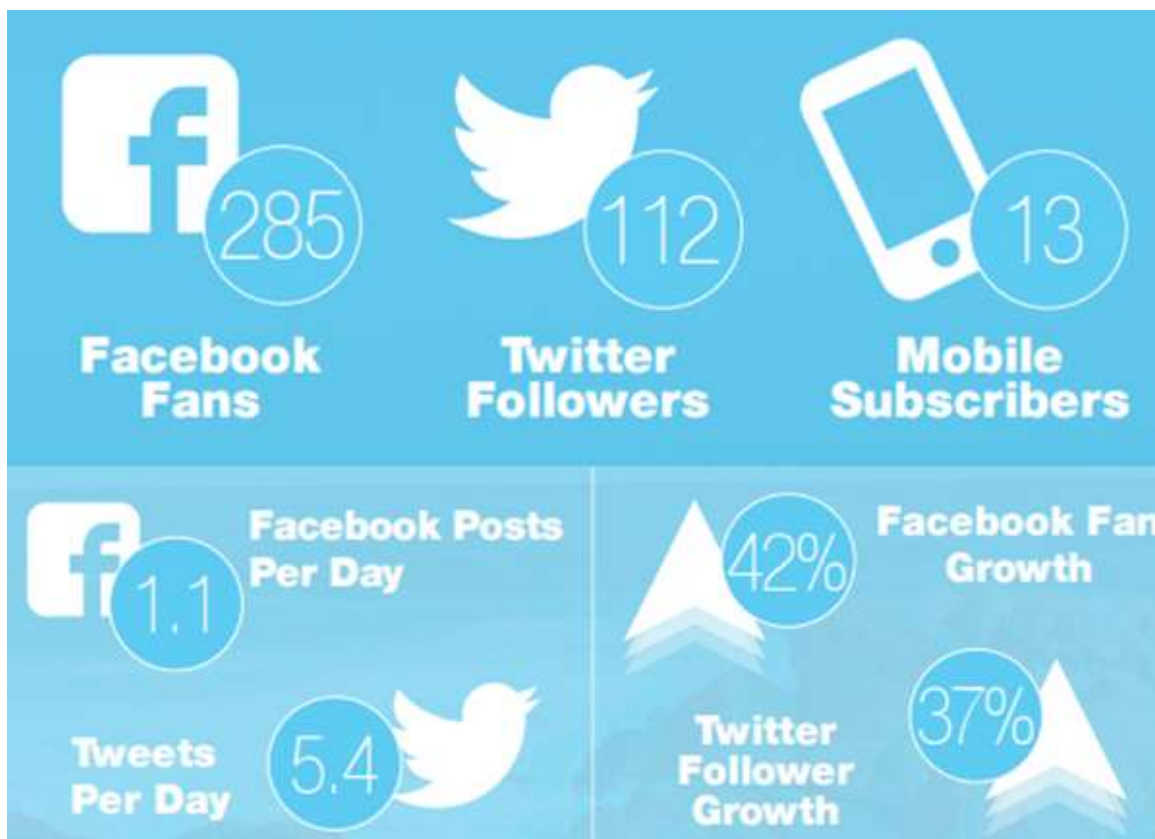 285
112
13
Facebook
Fans
Twitter
Followers
Mobile
Subscribers
1.1
Facebook Posts
Per Day
Tweets
Per Day
5.4
42%
Facebook Fan
Growth
37%
Twitter
Follower
Growth